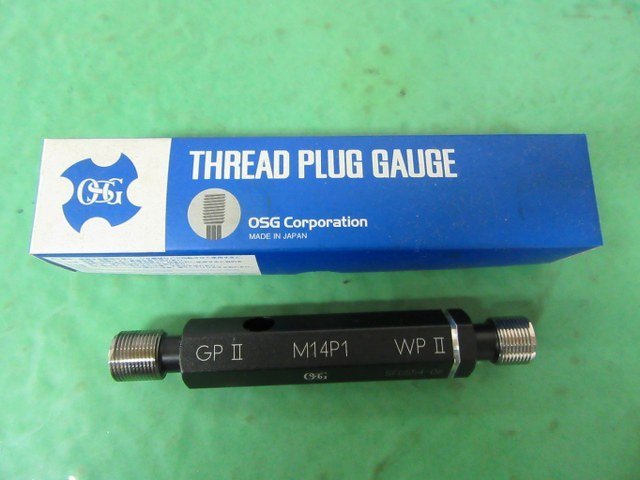 OSG
THREAD PLUG GAUGE
OSG Corporation
MADE IN JAPAN
GP II M14P1 WP II
OSG